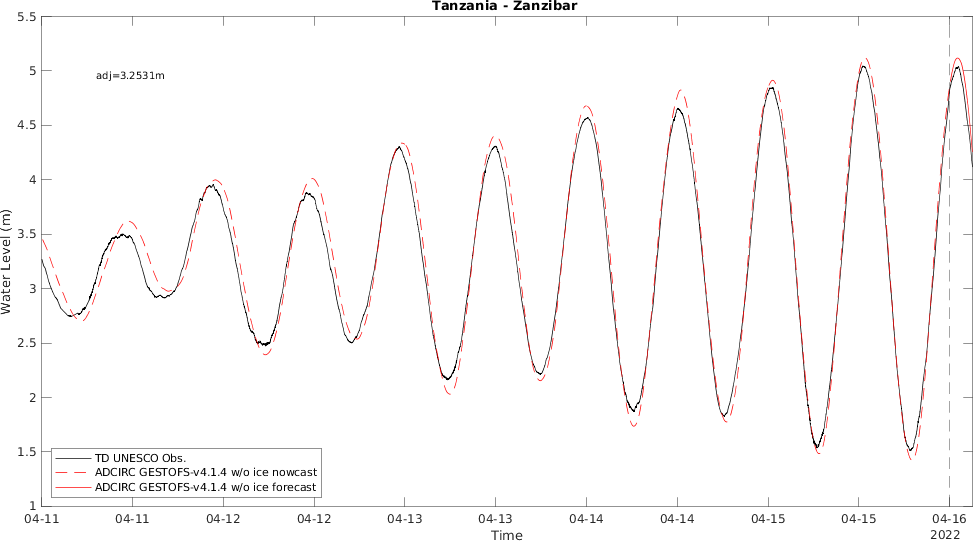 Tanzania - Zanzibar
5.5
5
4.5
4
3.5
3
2.5
2
1.5
1
Water Level (m)
adj=3.2531m
TD UNESCO Obs.
ADCIRC GESTOFS-v4.1.4 w/o ice nowcast
ADCIRC GESTOFS-v4.1.4 w/o ice forecast
04-11 04-11 04-12 04-12 04-13 04-13 04-14 04-14 04-15 04-15 04-16
Time
2022